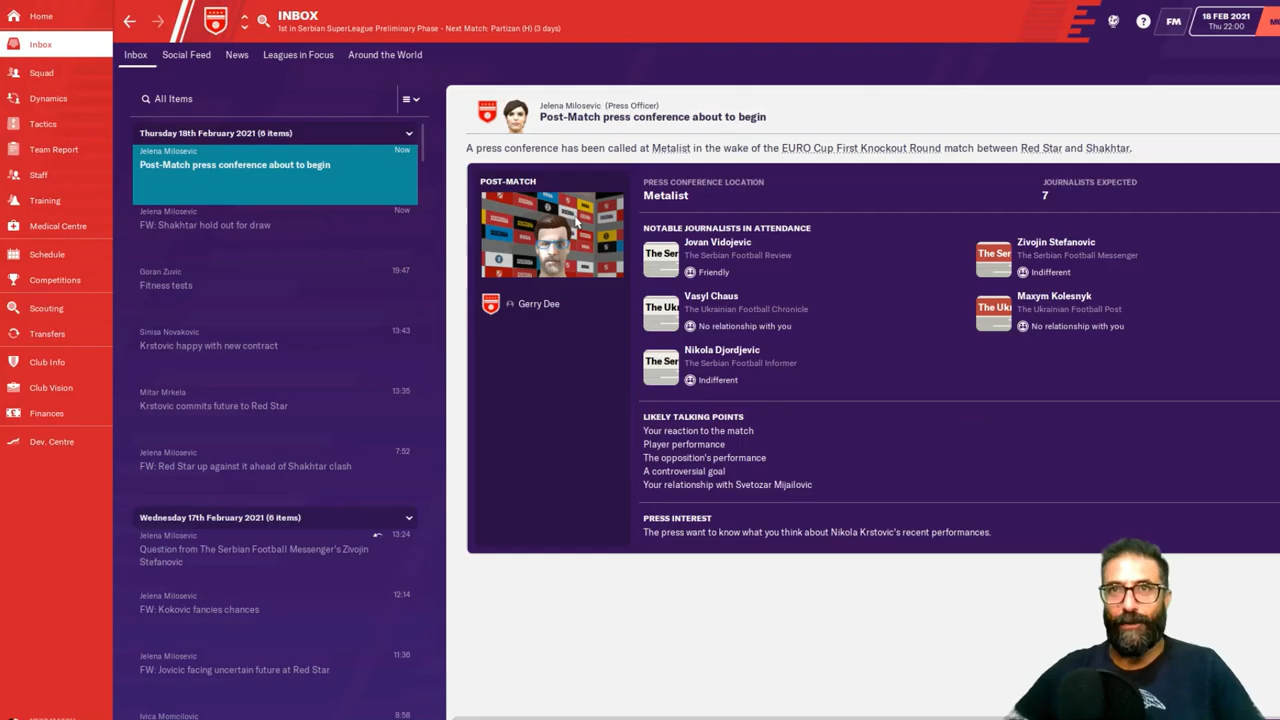 Home
Inbox
Squad
Dynamics
Tactics
Team Report
Staff
Training
Medical Centre
Schedule
Competitions
Scouting
Transfers
Club Info
Club Vision
Finances
Dev. Centre
INBOX
1st in Serbian SuperLeague Preliminary Phase - Next Match: Partizan (H) (3 days)
FM
18 FEB 2021
Thu 22:00
Inbox
Social Feed
News
Leagues in Focus
Around the World
All Items
Thursday 18th February 2021 (6 items)
Jelena Milosevic
Now
Post-Match press conference about to begin
Jelena Milosevic
Now
FW: Shakhtar hold out for draw
Goran Zuvic
19:47
Fitness tests
Sinisa Novakovic
13:43
Krstovic happy with new contract
Mitar Mrkela
13:35
Krstovic commits future to Red Star
Jelena Milosevic
7:52
FW: Red Star up against it ahead of Shakhtar clash
Wednesday 17th February 2021 (6 items)
Jelena Milosevic
13:24
Question from The Serbian Football Messenger's Zivojin
Stefanovic
Jelena Milosevic
12:14
FW: Kokovic fancies chances
Jelena Milosevic
11:36
FW: Jovicic facing uncertain future at Red Star
Ivica Momcilovic
8:58
Jelena Milosevic (Press Officer)
Post-Match press conference about to begin
A press conference has been called at Metalist in the wake of the EURO Cup First Knockout Round match between Red Star and Shakhtar.
POST-MATCH
Gerry Dee
PRESS CONFERENCE LOCATION
Metalist
JOURNALISTS EXPECTED
7
NOTABLE JOURNALISTS IN ATTENDANCE
The Ser
Jovan Vidojevic
The Serbian Football Review
Friendly
The Ser
Zivojin Stefanovic
The Serbian Football Messenger
Indifferent
The Uk
Vasyl Chaus
The Ukrainian Football Chronicle
No relationship with you
The Uk
Maxym Kolesnyk
The Ukrainian Football Post
No relationship with you
The Ser
Nikola Djordjevic
The Serbian Football Informer
Indifferent
LIKELY TALKING POINTS
Your reaction to the match
Player performance
The opposition's performance
A controversial goal
Your relationship with Svetozar Mijailovic
PRESS INTEREST
The press want to know what you think about Nikola Krstovic's recent performances.